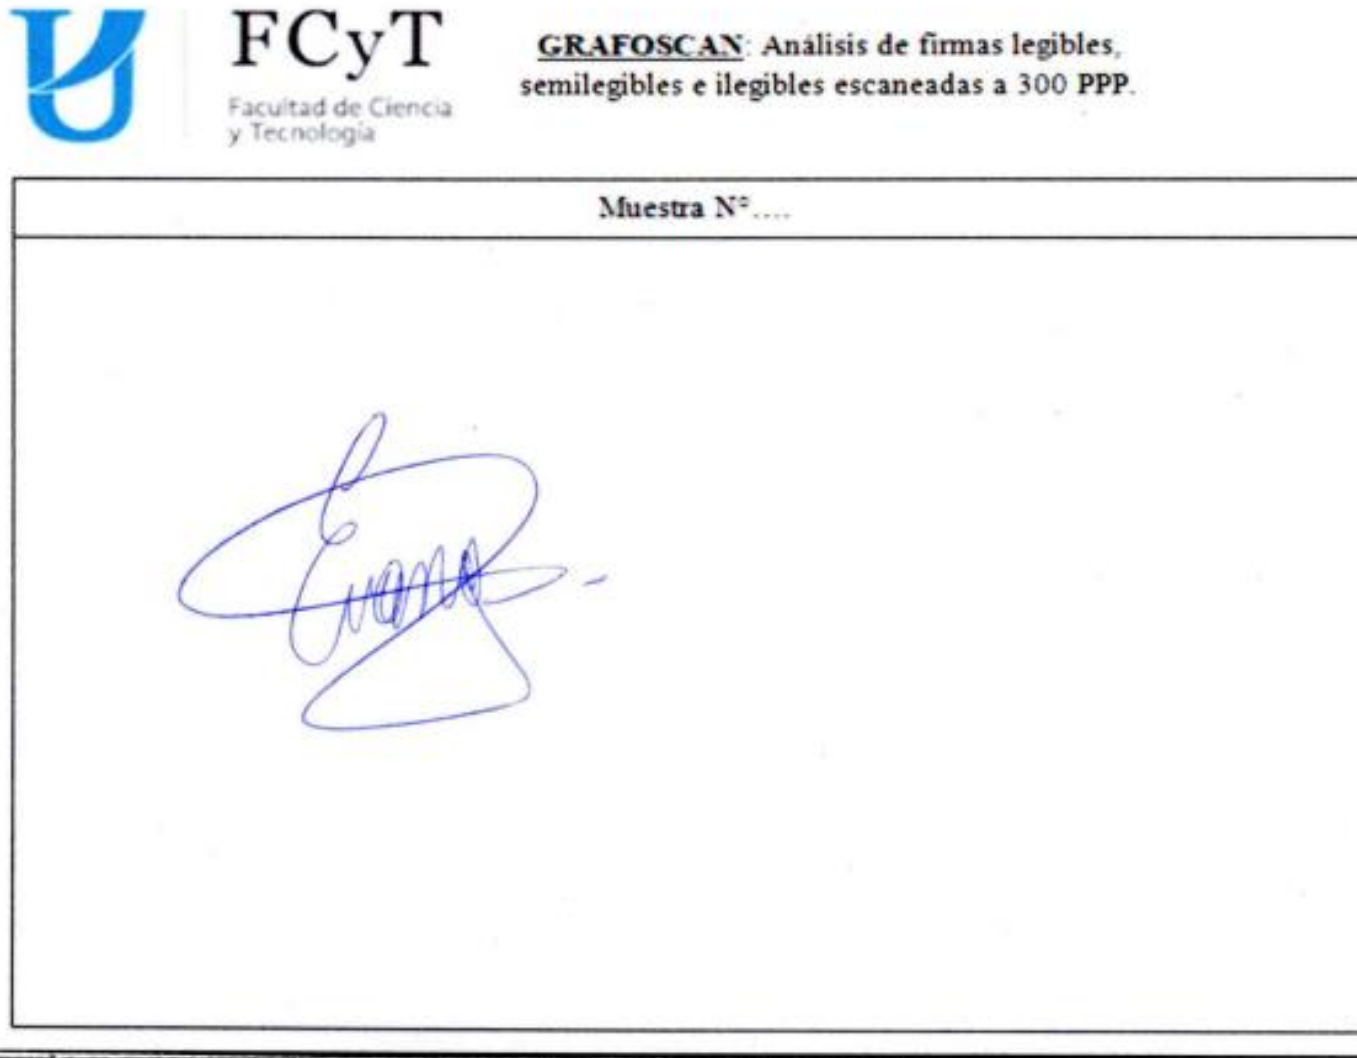 FCyT
Facultad de Ciencia
y Tecnología
GRAFOSCAN: Análisis de firmas legibles,
semilegibles e ilegibles escaneadas a 300 PPP.
Muestra N°....